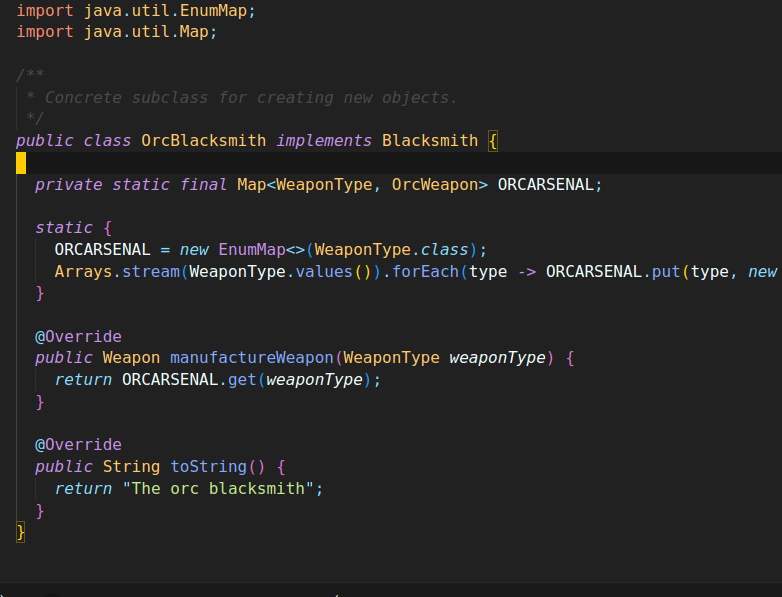 import java.util.EnumMap;
import java.util.Map;
/**
 * Concrete subclass for creating new objects.
 */
public class OrcBlacksmith implements Blacksmith {
  private static final Map<WeaponType, OrcWeapon> ORCARSENAL;
  static {
    ORCARSENAL = new EnumMap<>(WeaponType.class);
    Arrays.stream(WeaponType.values()).forEach(type -> ORCARSENAL.put(type, new
  }
  @Override
  public Weapon manufactureWeapon(WeaponType weaponType) {
    return ORCARSENAL.get(weaponType);
  }
  @Override
  public String toString() {
    return "The orc blacksmith";
  }
}